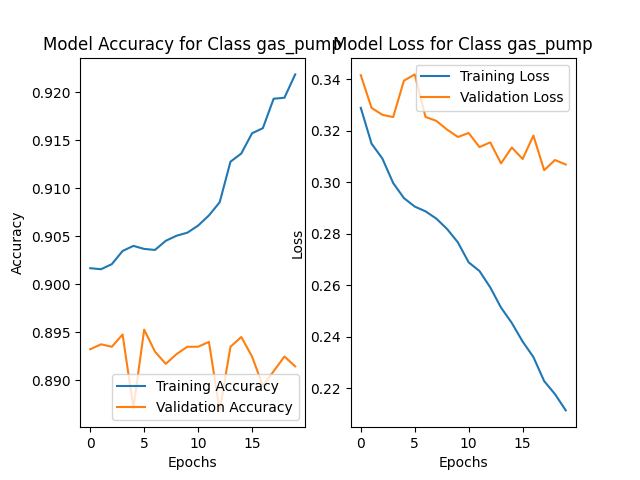 Model Accuracy for Class gas_pump
Model Loss for Class gas_pump
Accuracy
0.920
0.915
0.910
0.905
0.900
0.895
0.890
Training Accuracy
Validation Accuracy
0 5 10 15
Epochs
Loss
0.34
0.32
0.30
0.28
0.26
0.24
0.22
Training Loss
Validation Loss
0 5 10 15
Epochs